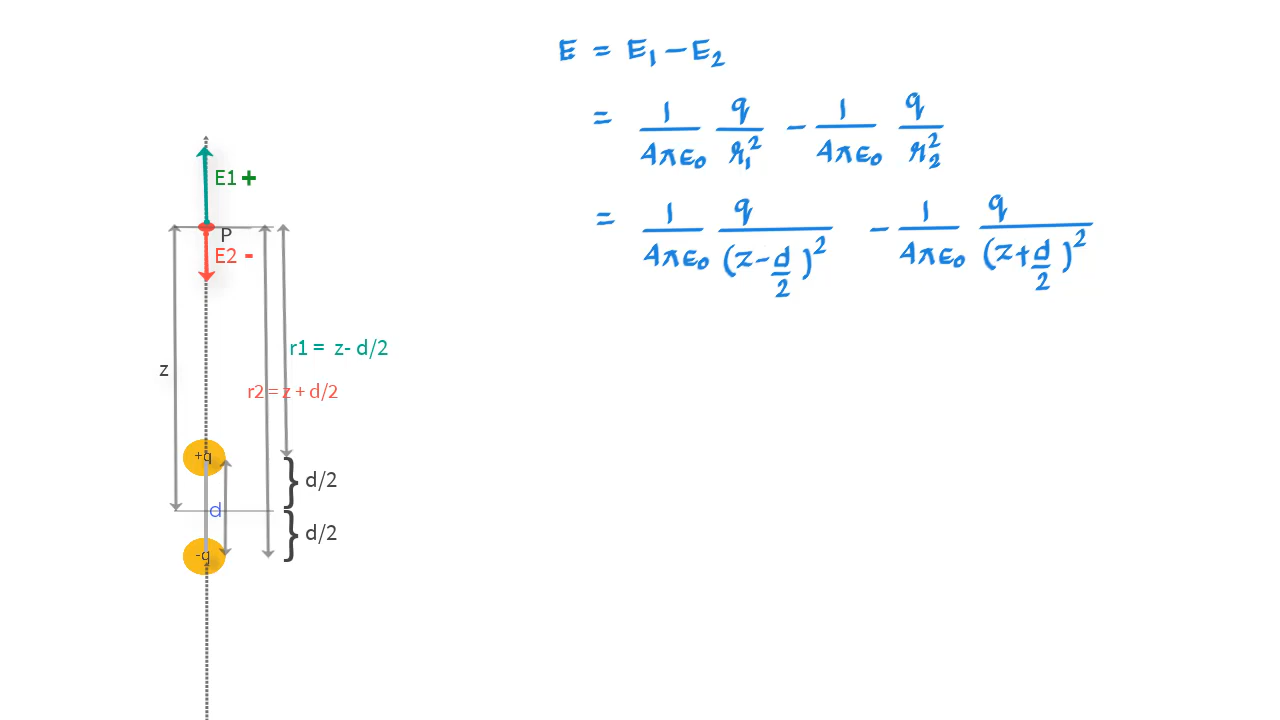 E = E₁ − E₂
= 1/4πε₀ q/r₁² − 1/4πε₀ q/r₂²
= 1/4πε₀ q/(z − d/2)² − 1/4πε₀ q/(z + d/2)²
E1 +
P
E2 -
r1 = z- d/2
z
r2 = z + d/2
+q
d/2
d
d/2
-q